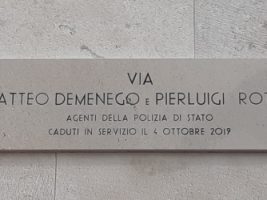 VIA
ATTEO DEMENEGO E PIERLUIGI ROT
AGENTI DELLA POLIZIA DI STATO
CADUTI IN SERVIZIO IL 4 OTTOBRE 2019